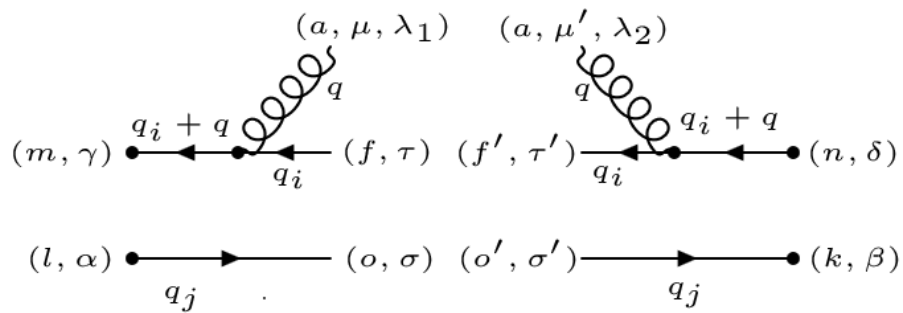 (a, μ, λ₁) (a, μ′, λ₂)
q q
qᵢ + q qᵢ + q
(m, γ) (f, τ) (f′, τ′) (n, δ)
qᵢ qᵢ
(l, α) (o, σ) (o′, σ′) (k, β)
qⱼ qⱼ